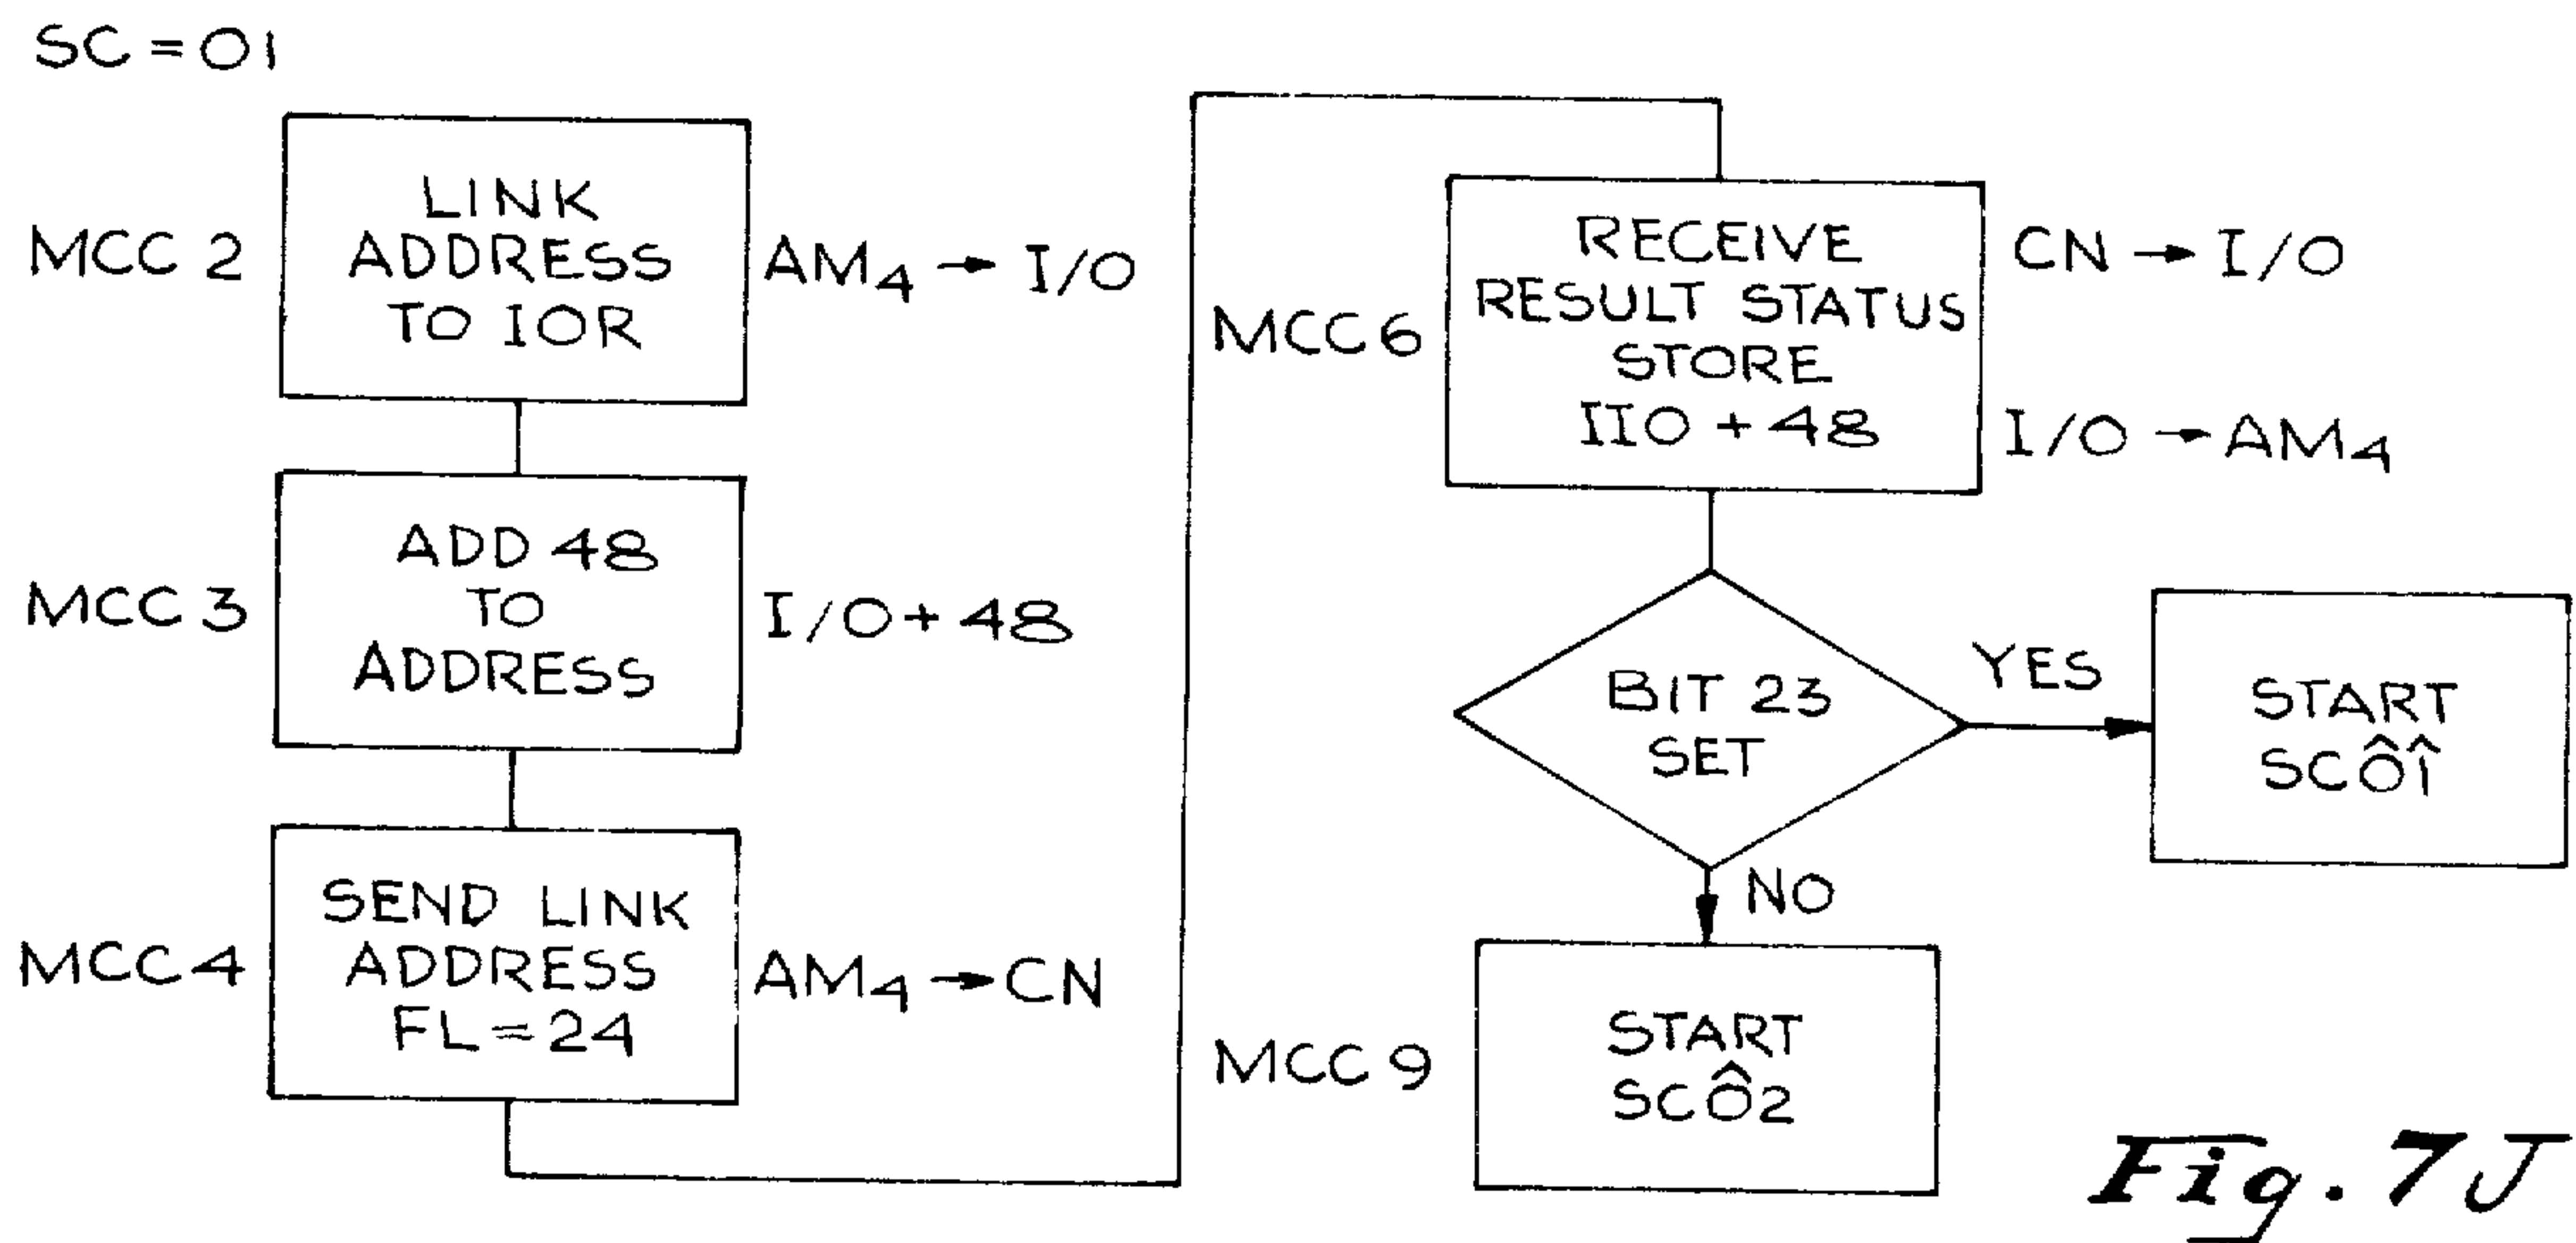 SC = 01
MCC 2
LINK
ADDRESS
TO IOR
AM4 → I/O
MCC 3
ADD 48
TO
ADDRESS
I/O + 48
MCC 4
SEND LINK
ADDRESS
FL = 24
AM4 → CN
MCC 6
RECEIVE
RESULT STATUS
STORE
IIO + 48
CN → I/O
I/O → AM4
BIT 23
SET
YES
START
SCÔ1̂
NO
MCC 9
START
SCÔ2
Fig. 7J